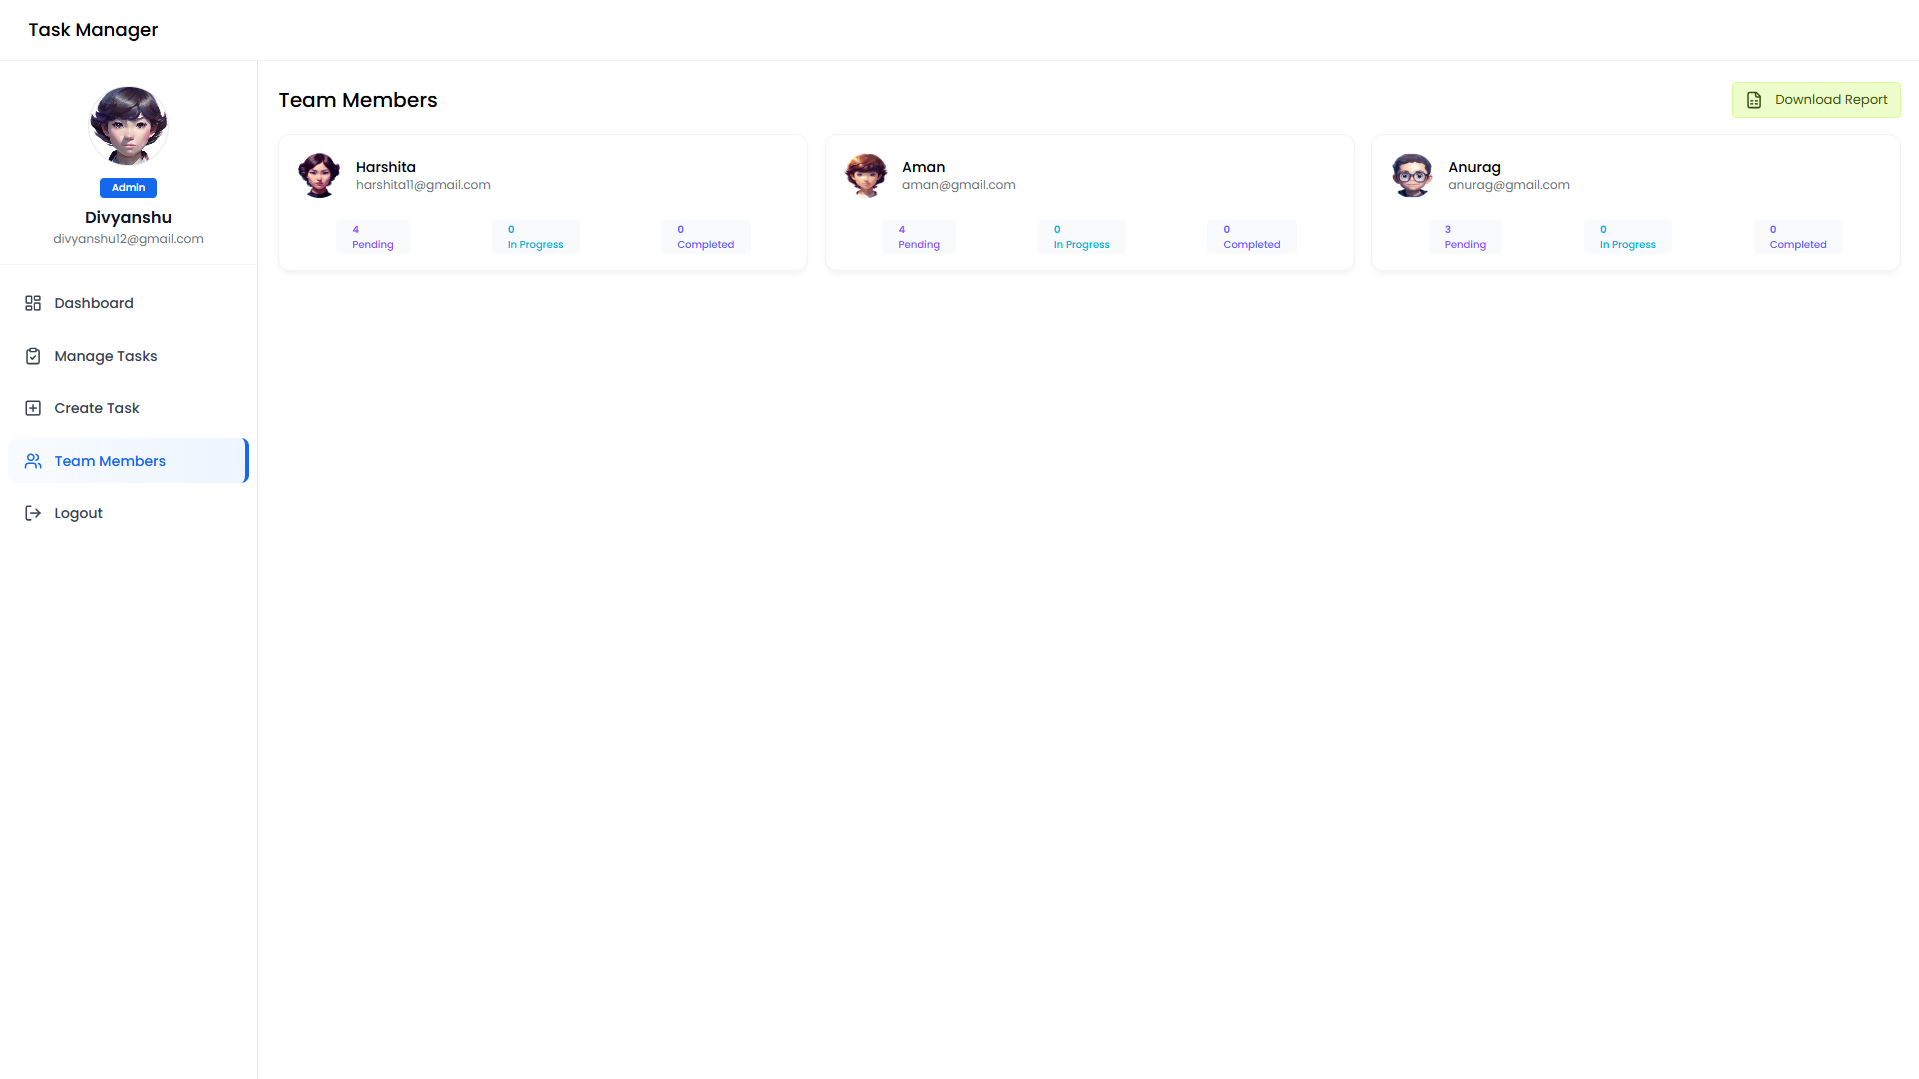 Task Manager
Admin
Divyanshu
divyanshu12@gmail.com
Dashboard
Manage Tasks
Create Task
Team Members
Logout
Team Members
Download Report
Harshita
harshita11@gmail.com
4
Pending
0
In Progress
0
Completed
Aman
aman@gmail.com
4
Pending
0
In Progress
0
Completed
Anurag
anurag@gmail.com
3
Pending
0
In Progress
0
Completed